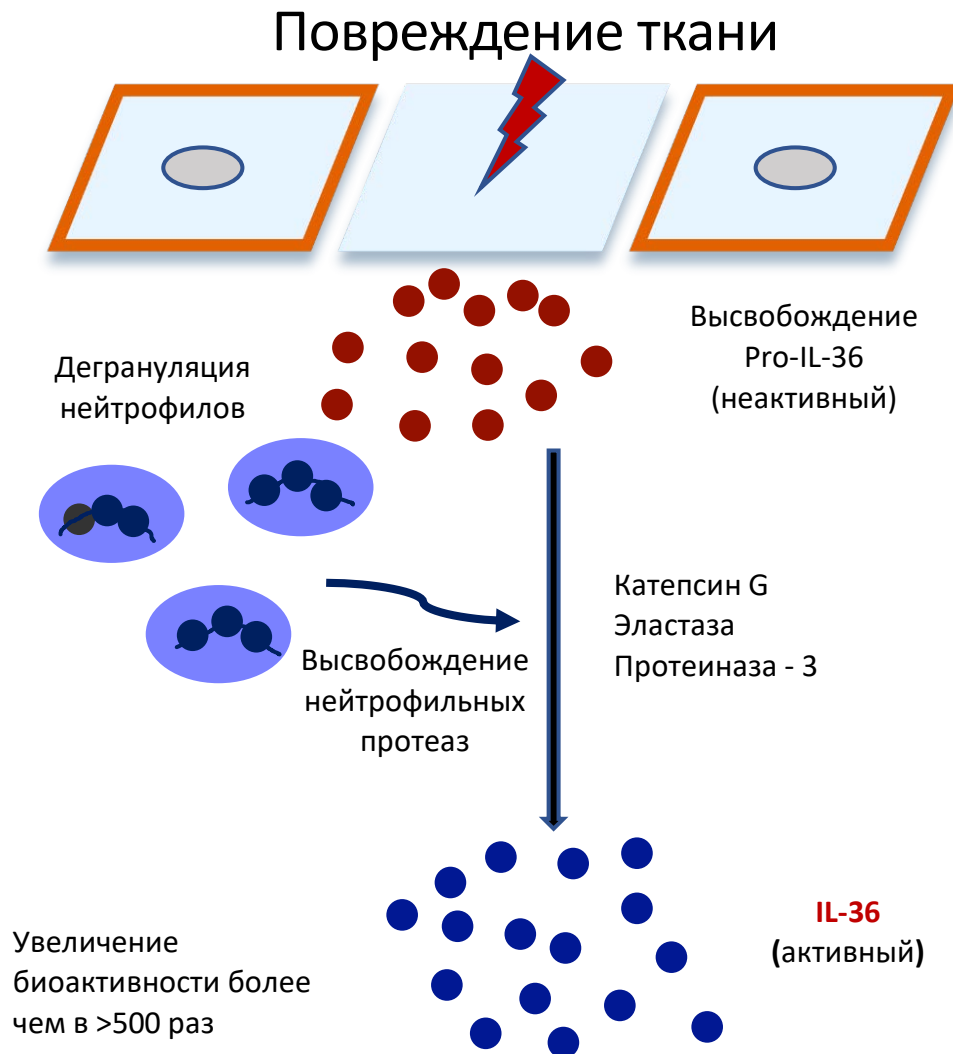 Повреждение ткани
Высвобождение
Pro-IL-36
(неактивный)
Дегрануляция
нейтрофилов
Катепсин G
Эластаза
Протеиназа - 3
Высвобождение
нейтрофильных
протеаз
IL-36
(активный)
Увеличение
биоактивности более
чем в >500 раз